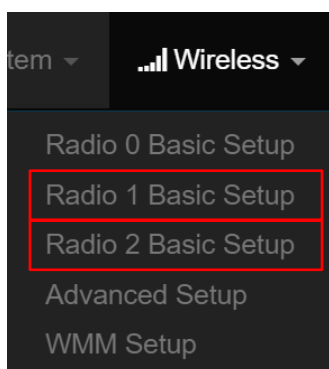 tem Wireless
Radio 0 Basic Setup
Radio 1 Basic Setup
Radio 2 Basic Setup
Advanced Setup
WMM Setup